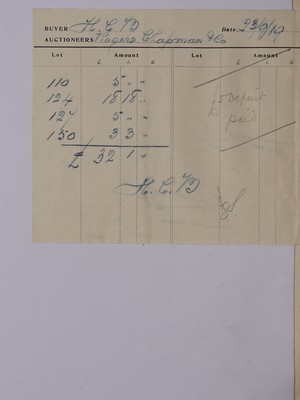 BUYER H.C.B Date 23/9/42
AUCTIONEERS Rogers Chapman & Co
Lot Amount Lot Amount
£ s. d. £ s. d.
110 5 " "
124 18 18 "
127 5 " "
150 3 3 "
£ 32 1 "
£5 Deposit
paid
H.C.B